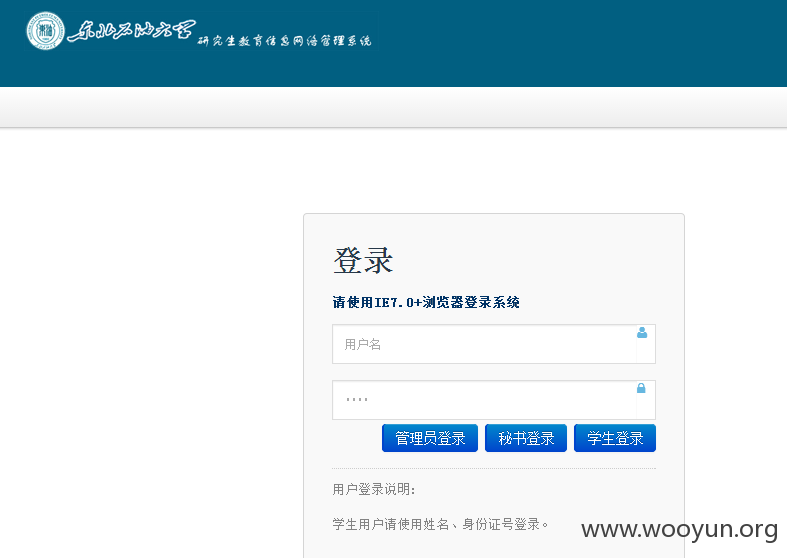 东北石油大学 研究生教育信息网络管理系统
登录
请使用IE7.0+浏览器登录系统
用户名
管理员登录 秘书登录 学生登录
用户登录说明：
学生用户请使用姓名、身份证号登录。
www.wooyun.org